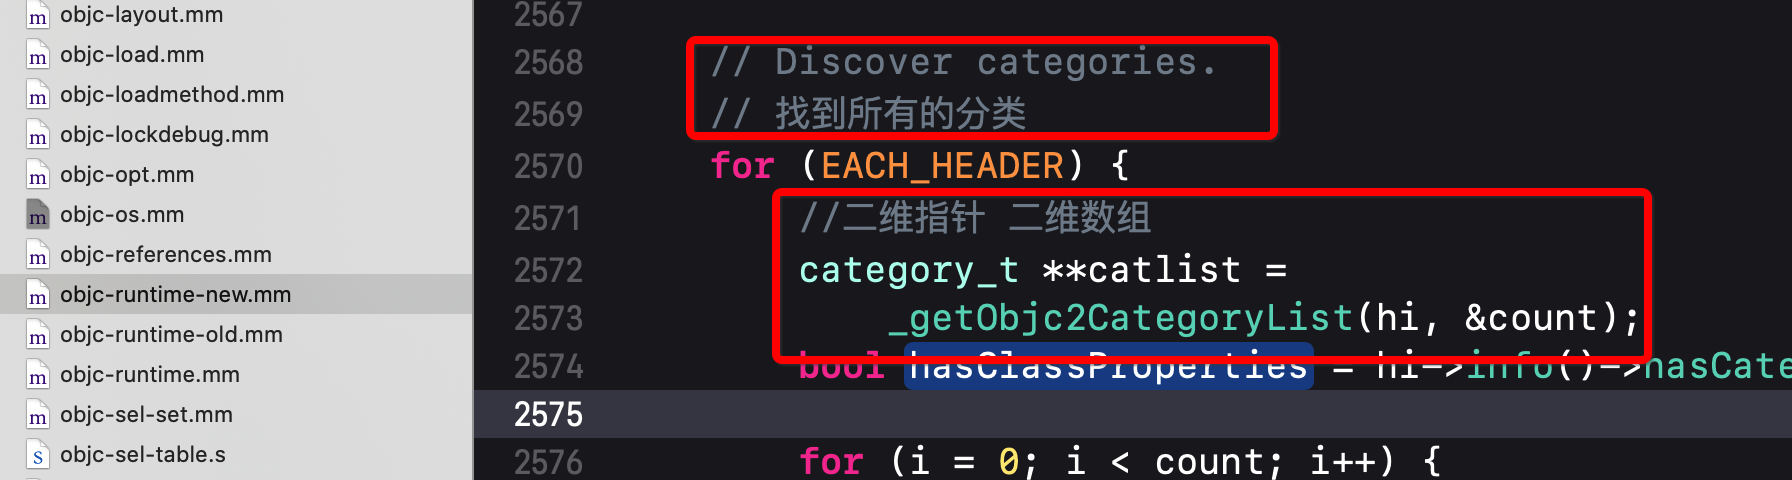 objc-layout.mm
objc-load.mm
objc-loadmethod.mm
objc-lockdebug.mm
objc-opt.mm
objc-os.mm
objc-references.mm
objc-runtime-new.mm
objc-runtime-old.mm
objc-runtime.mm
objc-sel-set.mm
objc-sel-table.s
2567
2568 // Discover categories.
2569 // 找到所有的分类
2570 for (EACH_HEADER) {
2571 //二维指针 二维数组
2572 category_t **catlist =
2573 _getObjc2CategoryList(hi, &count);
2574 bool hasClassProperties = hi->info()->hasCate
2575
2576 for (i = 0; i < count; i++) {